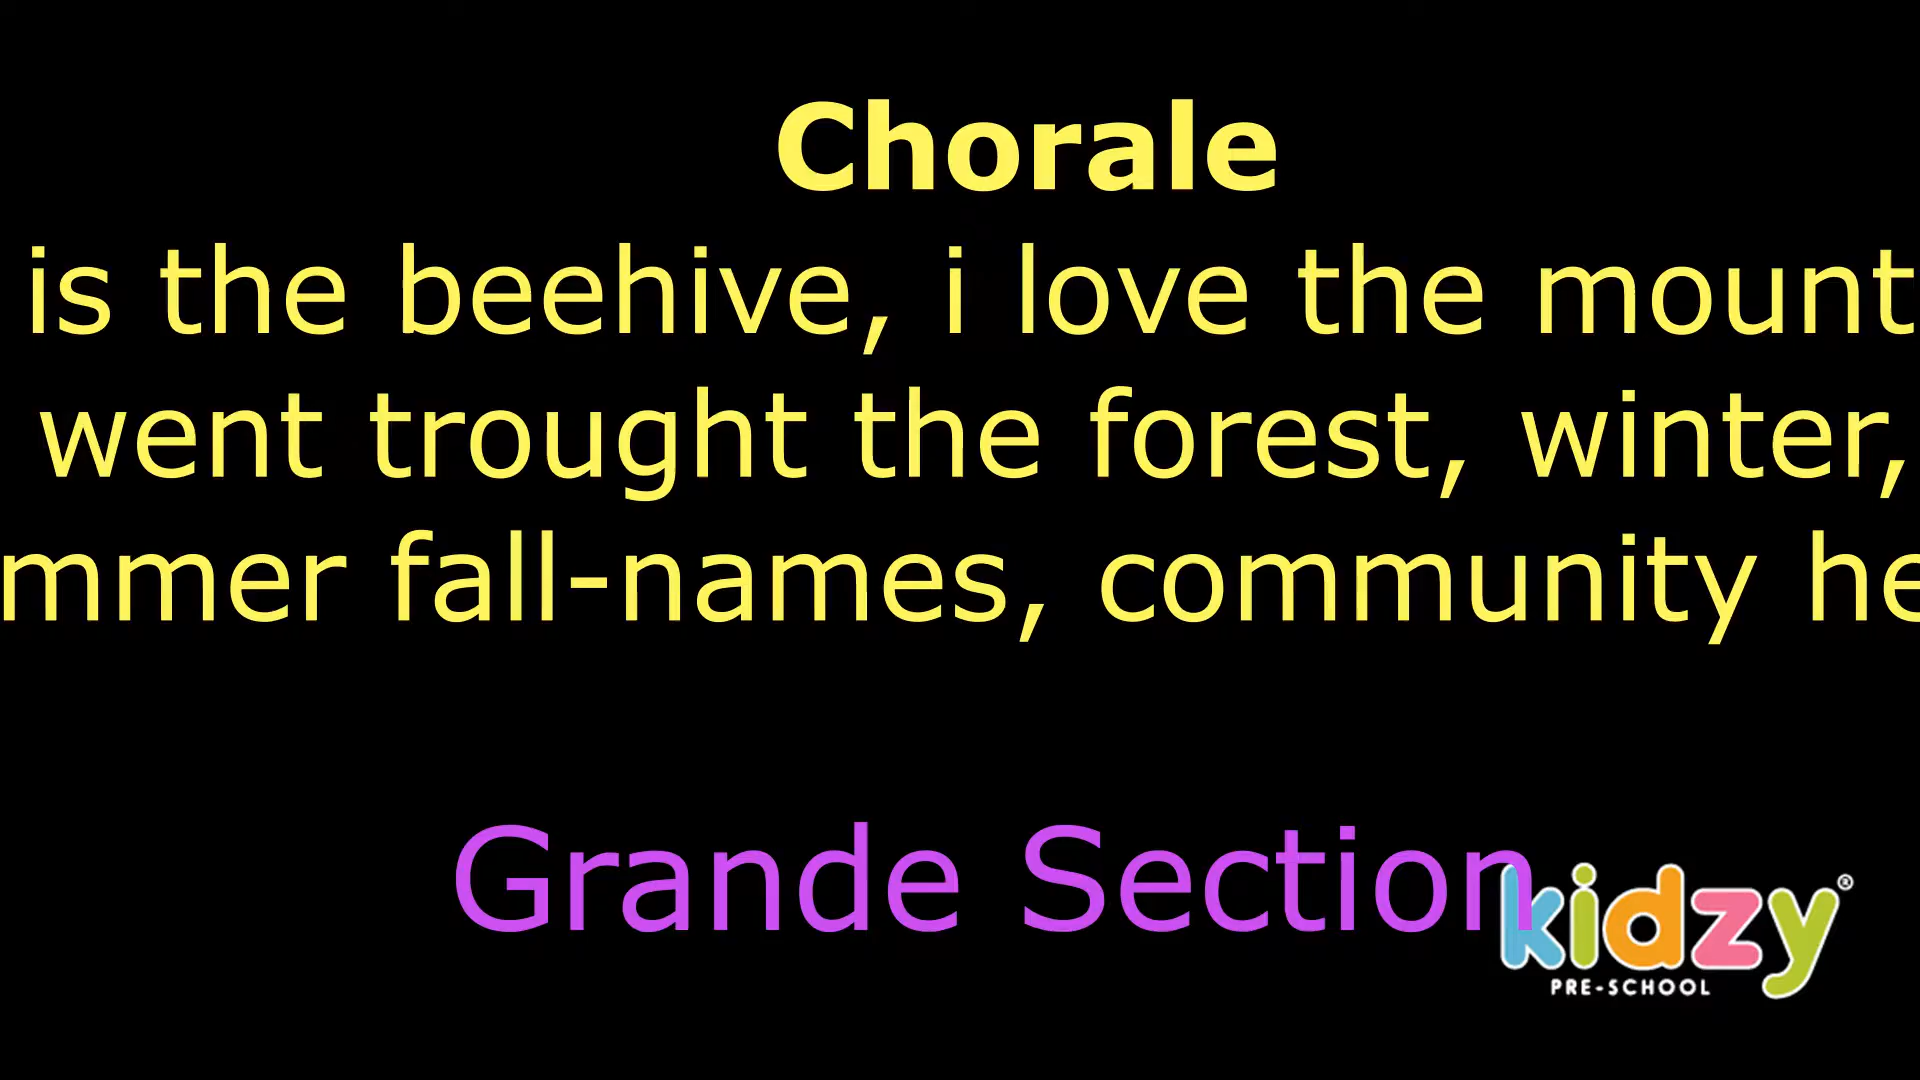 Chorale
is the beehive, i love the mount
went trought the forest, winter,
mmer fall-names, community he
Grande Section
kidzy®
PRE-SCHOOL